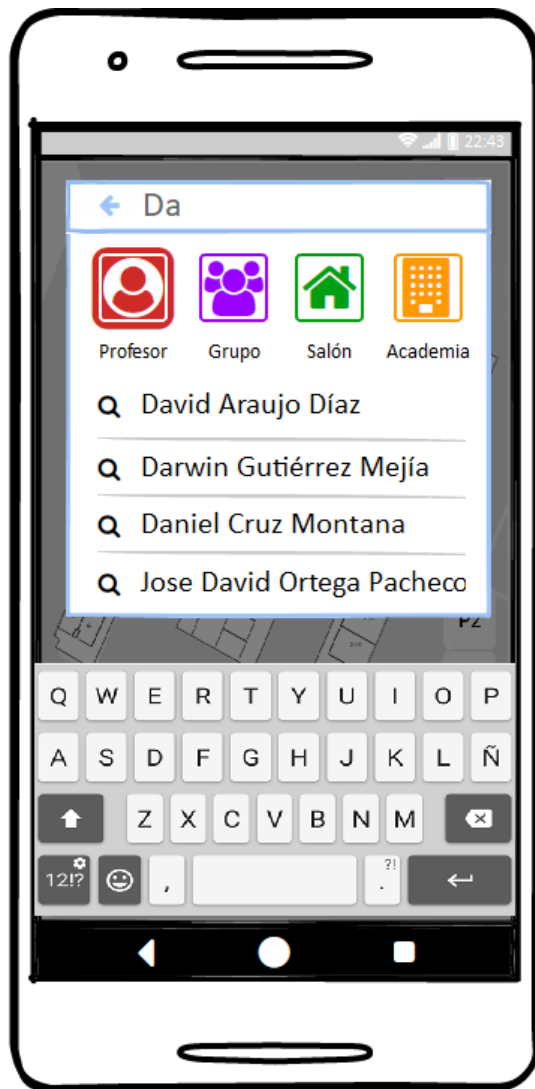 22:43
Da
Profesor Grupo Salón Academia
David Araujo Díaz
Darwin Gutiérrez Mejía
Daniel Cruz Montana
Jose David Ortega Pacheco
P2
Q W E R T Y U I O P
A S D F G H J K L Ñ
Z X C V B N M
12!? , . ?!